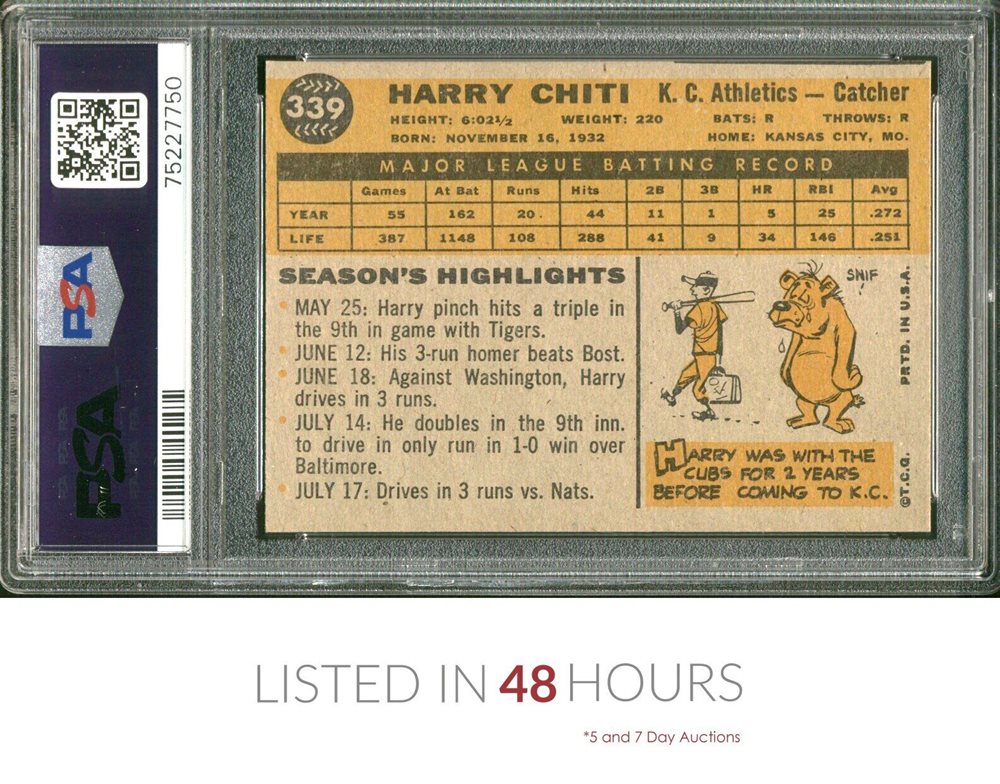 75227750
PSA
PSA
339
HARRY CHITI K. C. Athletics — Catcher
HEIGHT: 6:02½ WEIGHT: 220 BATS: R THROWS: R
BORN: NOVEMBER 16, 1932 HOME: KANSAS CITY, MO.
MAJOR LEAGUE BATTING RECORD
Games At Bat Runs Hits 2B 3B HR RBI Avg
YEAR 55 162 20 44 11 1 5 25 .272
LIFE 387 1148 108 288 41 9 34 146 .251
SEASON'S HIGHLIGHTS
• MAY 25: Harry pinch hits a triple in
the 9th in game with Tigers.
• JUNE 12: His 3-run homer beats Bost.
• JUNE 18: Against Washington, Harry
drives in 3 runs.
• JULY 14: He doubles in the 9th inn.
to drive in only run in 1-0 win over
Baltimore.
• JULY 17: Drives in 3 runs vs. Nats.
SNIF
HARRY WAS WITH THE
CUBS FOR 2 YEARS
BEFORE COMING TO K.C.
PRTD. IN U.S.A.
©T.C.G.
LISTED IN 48 HOURS
*5 and 7 Day Auctions